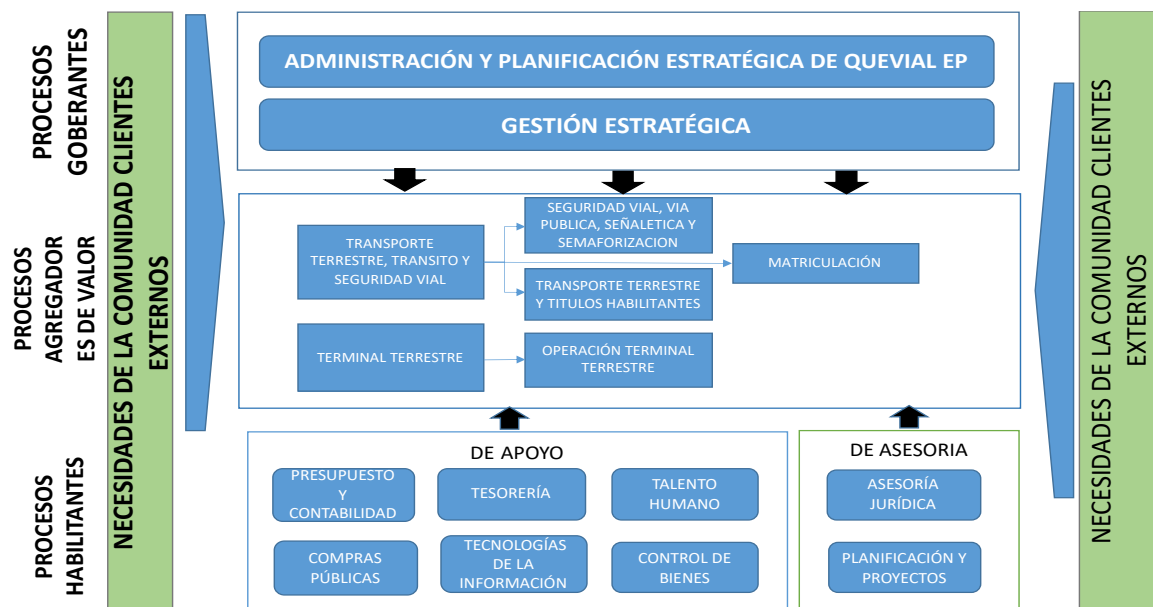 PROCESOS
GOBERANTES
PROCESOS
AGREGADOR
ES DE VALOR
PROCESOS
HABILITANTES
NECESIDADES DE LA COMUNIDAD CLIENTES
EXTERNOS
ADMINISTRACIÓN Y PLANIFICACIÓN ESTRATÉGICA DE QUEVIAL EP
GESTIÓN ESTRATÉGICA
TRANSPORTE
TERRESTRE, TRANSITO Y
SEGURIDAD VIAL
SEGURIDAD VIAL, VIA
PUBLICA, SEÑALETICA Y
SEMAFORIZACION
TRANSPORTE TERRESTRE
Y TITULOS HABILITANTES
MATRICULACIÓN
TERMINAL TERRESTRE
OPERACIÓN TERMINAL
TERRESTRE
DE APOYO
PRESUPUESTO
Y
CONTABILIDAD
TESORERÍA
TALENTO
HUMANO
COMPRAS
PÚBLICAS
TECNOLOGÍAS
DE LA
INFORMACIÓN
CONTROL DE
BIENES
DE ASESORIA
ASESORÍA
JURÍDICA
PLANIFICACIÓN Y
PROYECTOS
NECESIDADES DE LA COMUNIDAD CLIENTES
EXTERNOS